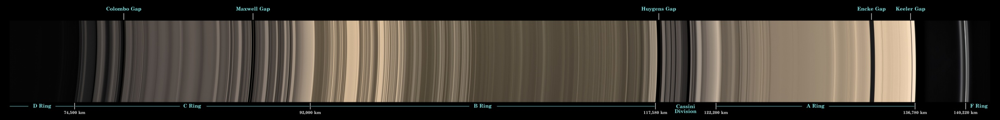 Colombo Gap
Maxwell Gap
Huygens Gap
Encke Gap
Keeler Gap
D Ring
C Ring
B Ring
Cassini
Division
A Ring
F Ring
74,500 km
92,000 km
117,580 km
122,200 km
136,780 km
140,220 km